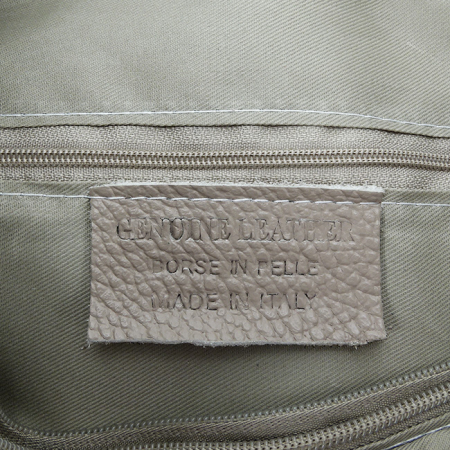 GENUINE LEATHER
BORSE IN PELLE
MADE IN ITALY